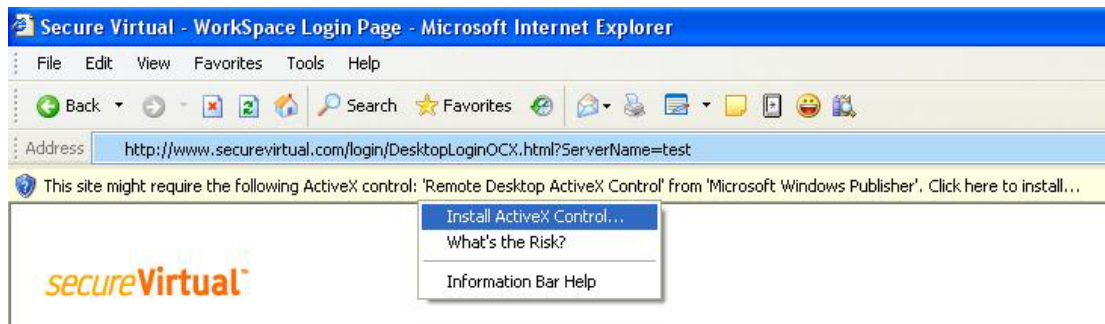 Secure Virtual - WorkSpace Login Page - Microsoft Internet Explorer
File Edit View Favorites Tools Help
Back Search Favorites
Address http://www.securevirtual.com/login/DesktopLoginOCX.html?ServerName=test
This site might require the following ActiveX control: 'Remote Desktop ActiveX Control' from 'Microsoft Windows Publisher'. Click here to install...
Install ActiveX Control...
What's the Risk?
Information Bar Help
secureVirtual